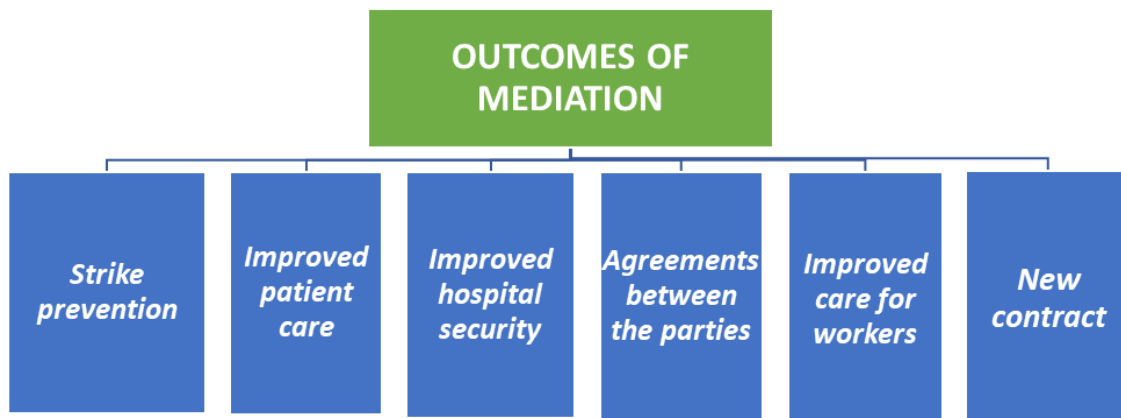 OUTCOMES OF
MEDIATION
Strike
prevention
Improved
patient
care
Improved
hospital
security
Agreements
between
the parties
Improved
care for
workers
New
contract